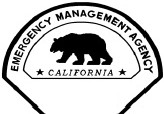 EMERGENCY MANAGEMENT AGENCY
★ CALIFORNIA ★